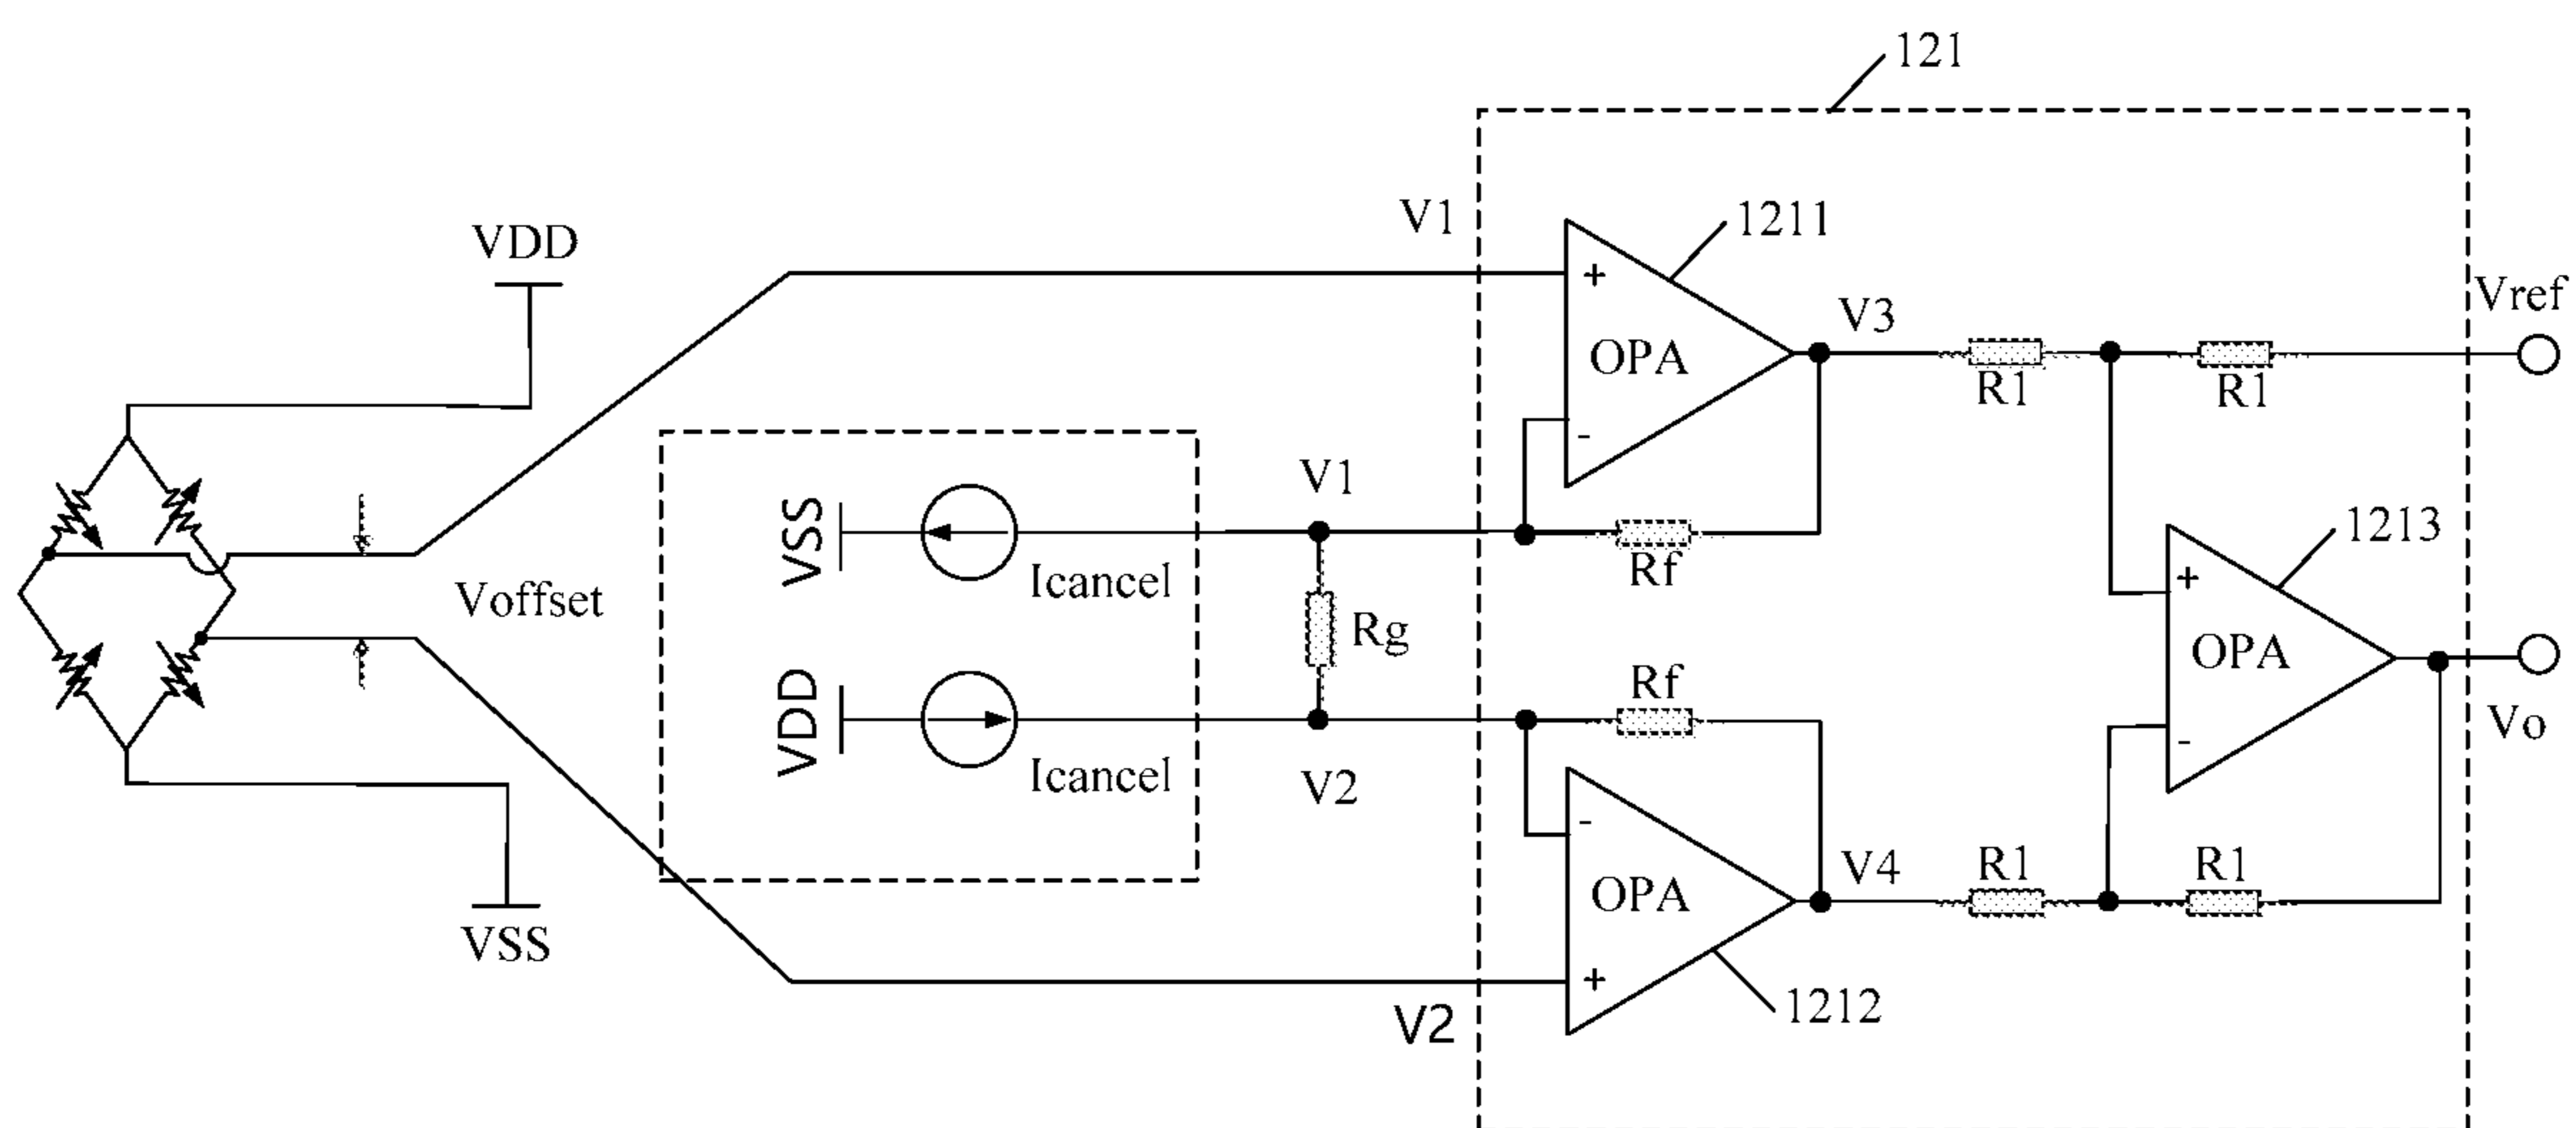 121
V1
1211
VDD
+
V3
Vref
OPA
R1
R1
-
V1
VSS
1213
Icancel
Rf
+
Voffset
Rg
OPA
Vo
VDD
Rf
-
Icancel
V2
-
V4
R1
R1
OPA
VSS
+
1212
V2